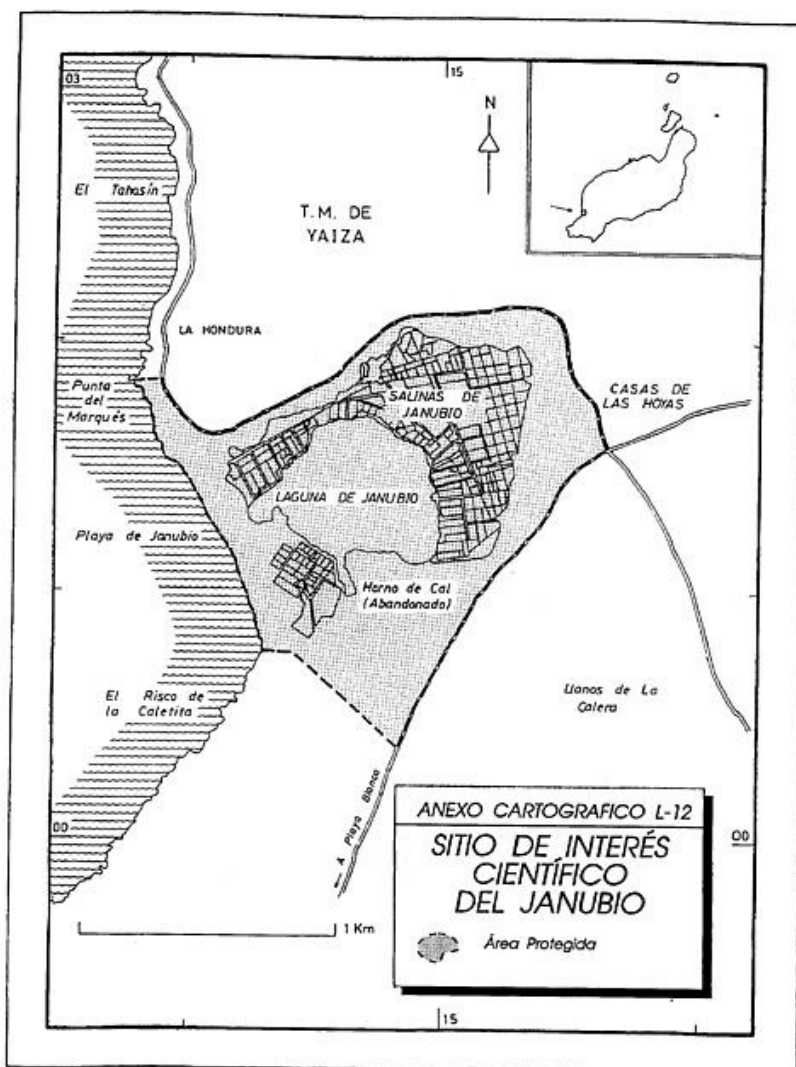 03
15
N
El Tahasín
T.M. DE
YAIZA
LA HONDURA
Punta
del
Marqués
SALINAS DE
JANUBIO
CASAS DE
LAS HOYAS
LAGUNA DE JANUBIO
Playa de Janubio
Horno de Cal
(Abandonado)
El Risco de
la Caletita
Llanos de La
Calera
A Playa Blanca
00
00
ANEXO CARTOGRAFICO L-12
SITIO DE INTERÉS
CIENTÍFICO
DEL JANUBIO
Área Protegida
1 Km
15